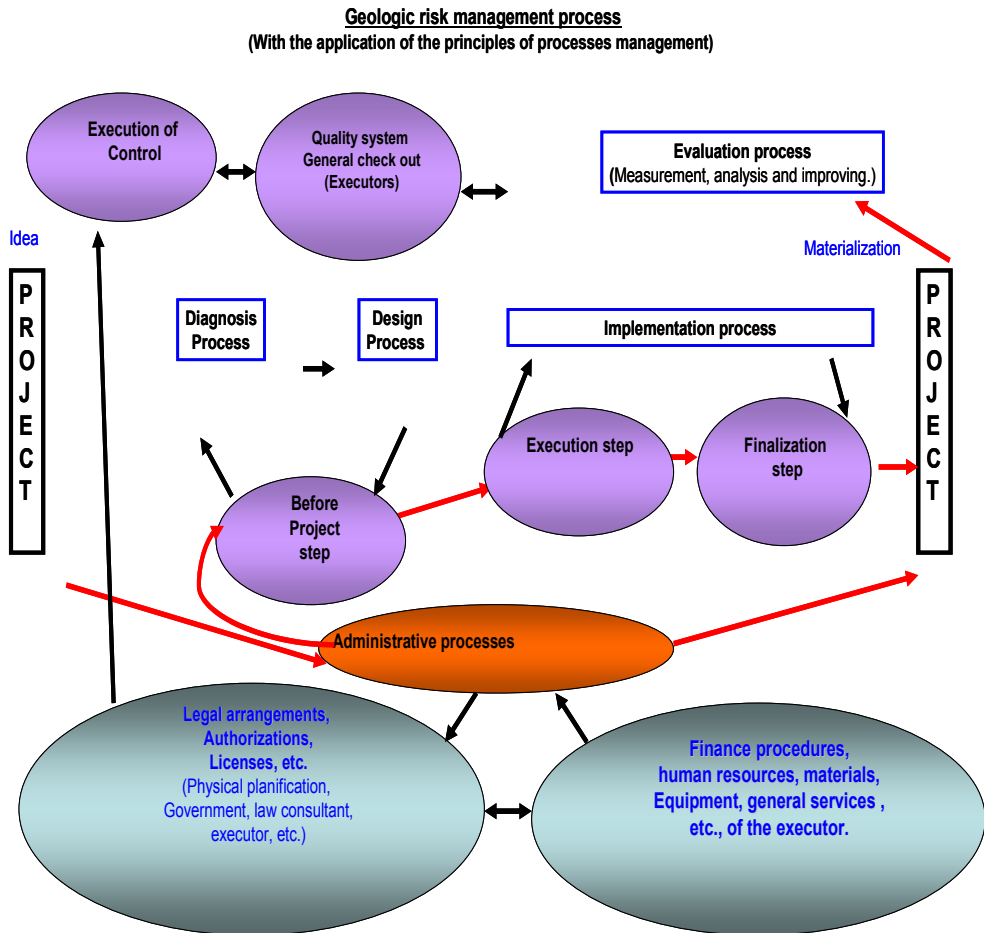 Geologic risk management process
(With the application of the principles of processes management)
Execution of
Control
Quality system
General check out
(Executors)
Evaluation process
(Measurement, analysis and improving.)
Idea
Materialization
P
R
O
J
E
C
T
Diagnosis
Process
Design
Process
Implementation process
P
R
O
J
E
C
T
Execution step
Finalization
step
Before
Project
step
Administrative processes
Legal arrangements,
Authorizations,
Licenses, etc.
(Physical planification,
Government, law consultant,
executor, etc.)
Finance procedures,
human resources, materials,
Equipment, general services ,
etc., of the executor.